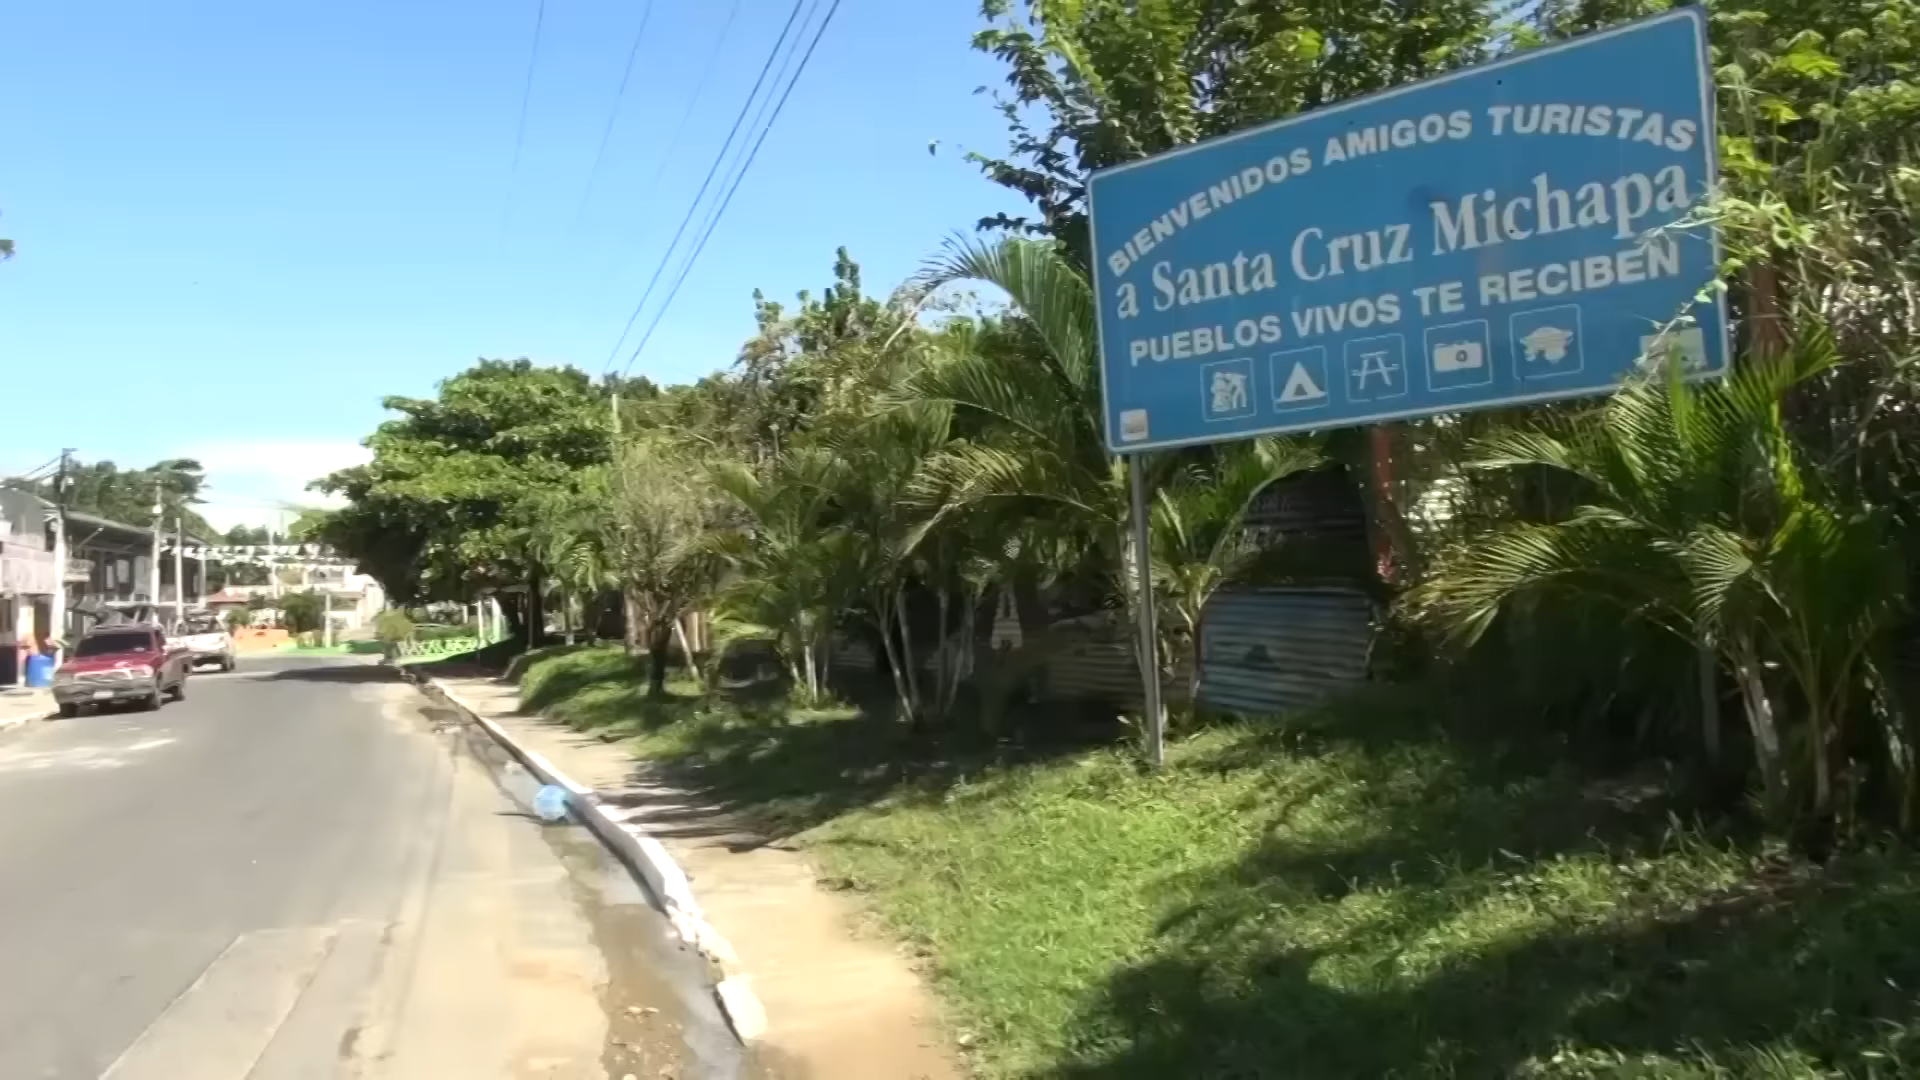 BIENVENIDOS AMIGOS TURISTAS
a Santa Cruz Michapa
PUEBLOS VIVOS TE RECIBEN